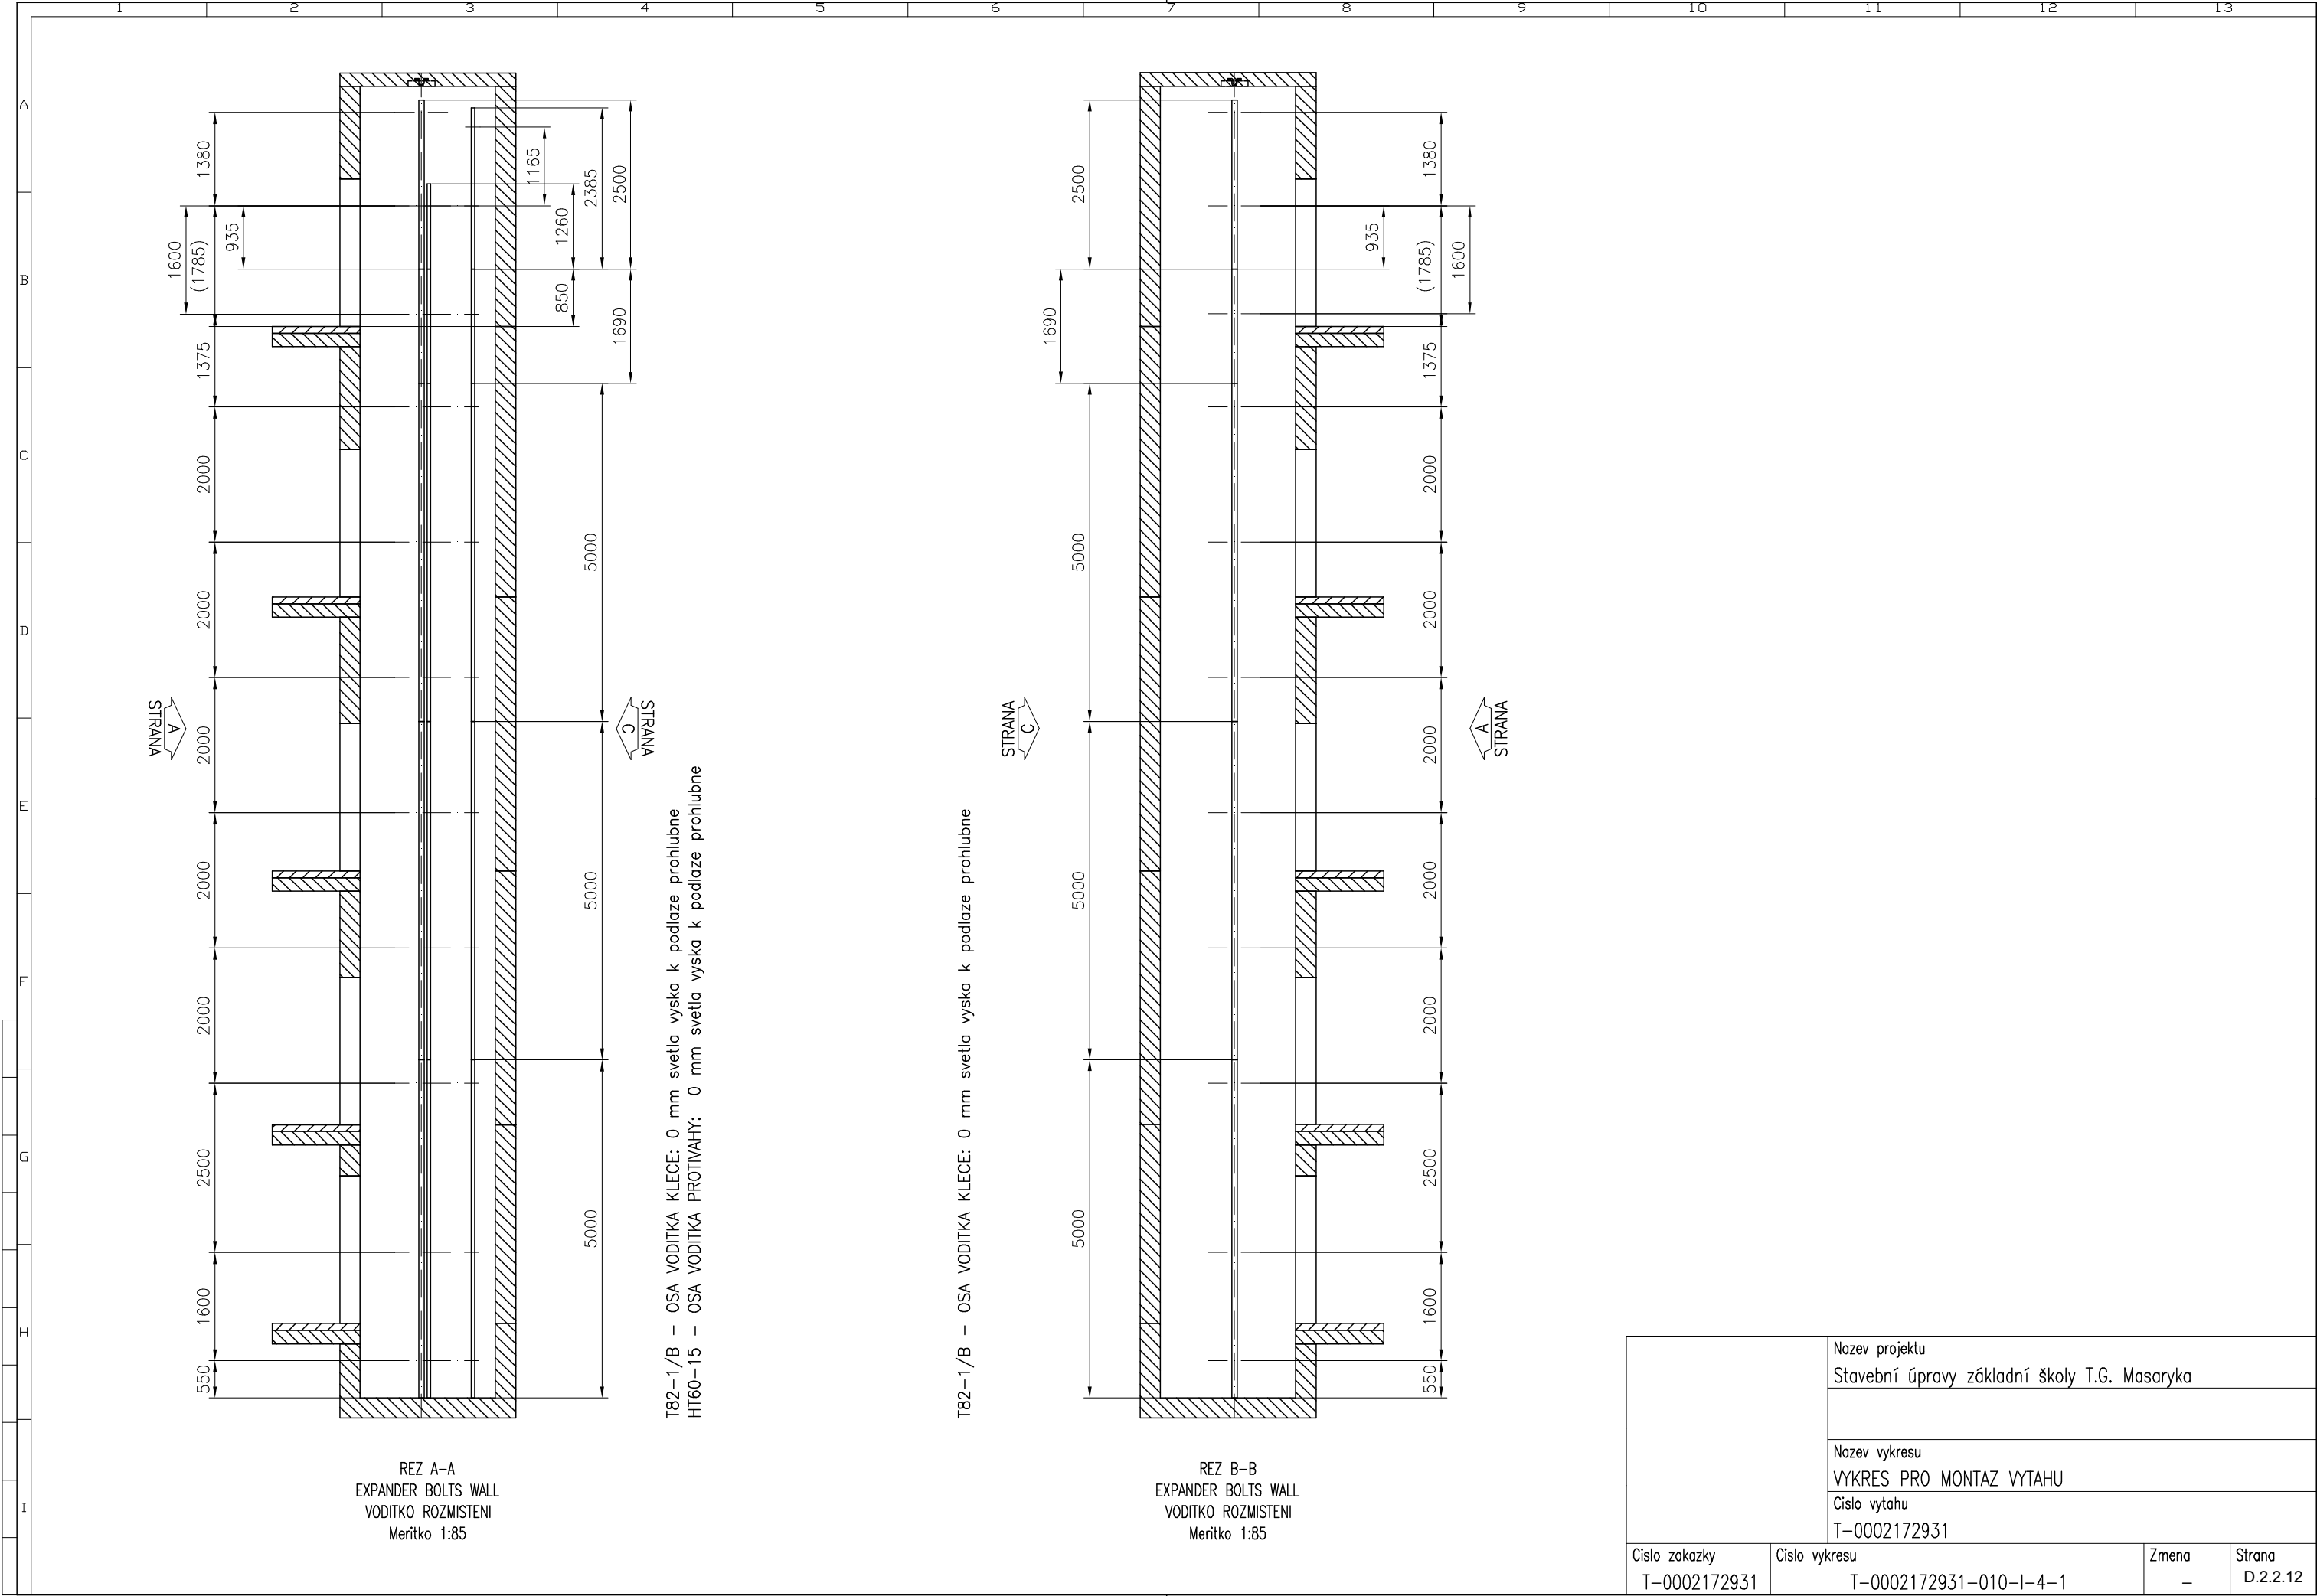 1 2 3 4 5 6 7 8 9 10 11 12 13
A
B
C
D
E
F
G
H
I
1380
1600
(1785)
935
1375
2000
2000
2000
2000
2000
2500
1600
550
1165
2385
2500
1260
850
1690
5000
5000
5000
STRANA
A
STRANA
C
T82-1/B - OSA VODITKA KLECE: 0 mm svetla vyska k podlaze prohlubne
HT60-15 - OSA VODITKA PROTIVAHY: 0 mm svetla vyska k podlaze prohlubne
REZ A-A
EXPANDER BOLTS WALL
VODITKO ROZMISTENI
Meritko 1:85
2500
1690
5000
5000
5000
STRANA
C
T82-1/B - OSA VODITKA KLECE: 0 mm svetla vyska k podlaze prohlubne
1380
935
(1785)
1600
1375
2000
2000
2000
2000
2000
2500
1600
550
A
STRANA
REZ B-B
EXPANDER BOLTS WALL
VODITKO ROZMISTENI
Meritko 1:85
Nazev projektu
Stavební úpravy základní školy T.G. Masaryka
Nazev vykresu
VYKRES PRO MONTAZ VYTAHU
Cislo vytahu
T-0002172931
Cislo zakazky
T-0002172931
Cislo vykresu
T-0002172931-010-I-4-1
Zmena
-
Strana
D.2.2.12